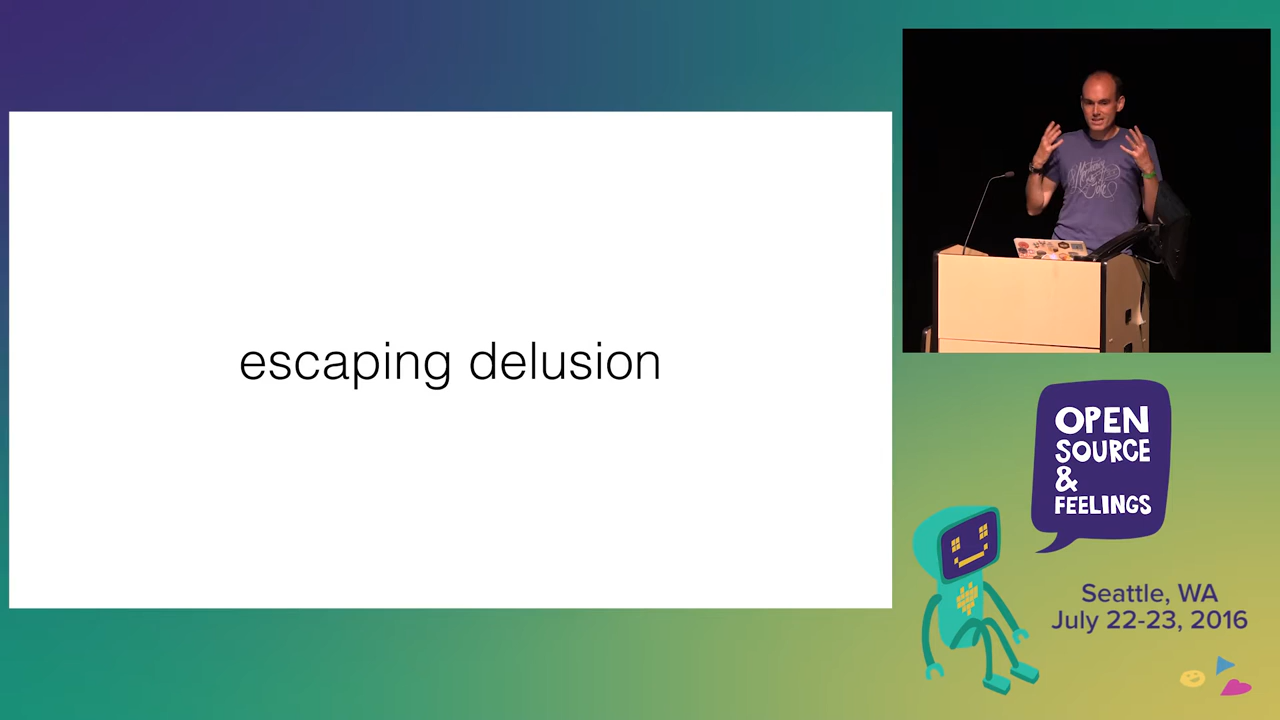 escaping delusion
OPEN
SOURCE
&
FEELINGS
Seattle, WA
July 22-23, 2016